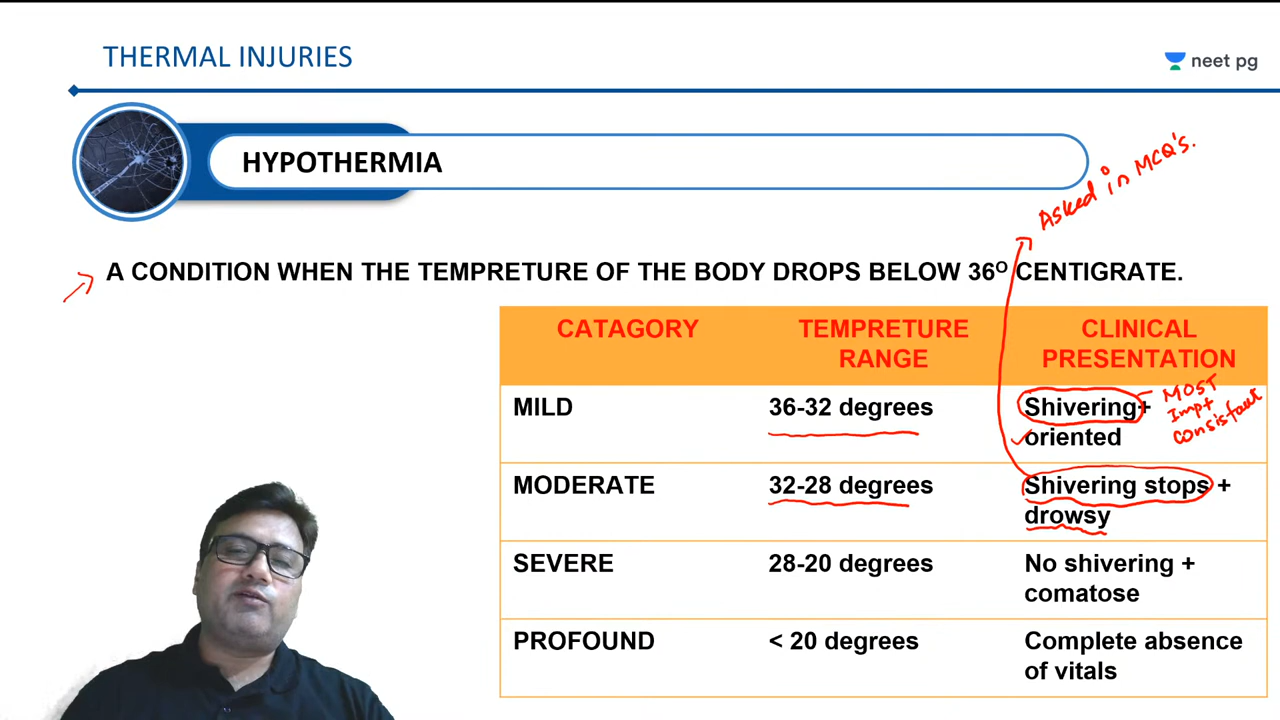 THERMAL INJURIES
neet pg
HYPOTHERMIA
Asked in MCQ's.
A CONDITION WHEN THE TEMPRETURE OF THE BODY DROPS BELOW 36O CENTIGRATE.
CATAGORY
TEMPRETURE
RANGE
CLINICAL
PRESENTATION
MILD
36-32 degrees
Shivering+
oriented
MOST
Impt
consistant
MODERATE
32-28 degrees
Shivering stops +
drowsy
SEVERE
28-20 degrees
No shivering +
comatose
PROFOUND
< 20 degrees
Complete absence
of vitals